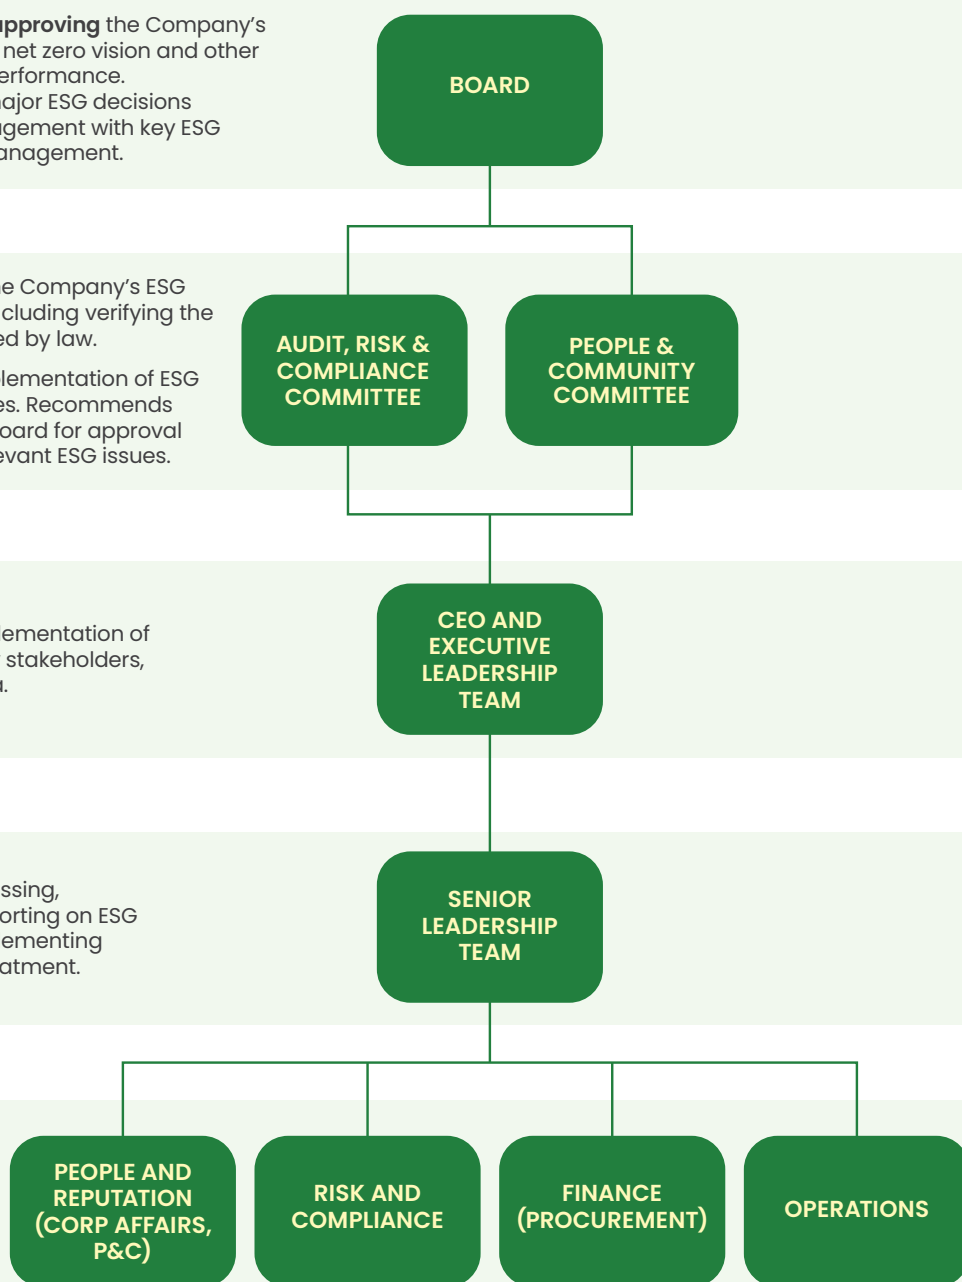 approving the Company's
net zero vision and other
erformance.
ajor ESG decisions
agement with key ESG
anagement.
BOARD
he Company's ESG
cluding verifying the
ed by law.
plementation of ESG
es. Recommends
oard for approval
evant ESG issues.
AUDIT, RISK &
COMPLIANCE
COMMITTEE
PEOPLE &
COMMUNITY
COMMITTEE
lementation of
stakeholders,
CEO AND
EXECUTIVE
LEADERSHIP
TEAM
ssing,
orting on ESG
ementing
atment.
SENIOR
LEADERSHIP
TEAM
PEOPLE AND
REPUTATION
(CORP AFFAIRS,
P&C)
RISK AND
COMPLIANCE
FINANCE
(PROCUREMENT)
OPERATIONS